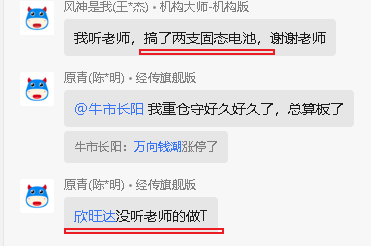 风神是我(王*杰) • 机构大师-机构版
我听老师，搞了两支固态电池，谢谢老师
原青(陈*明) • 经传旗舰版
@牛市长阳 我重仓守好久好久了，总算板了
牛市长阳：万向钱潮涨停了
原青(陈*明) • 经传旗舰版
欣旺达没听老师的做T